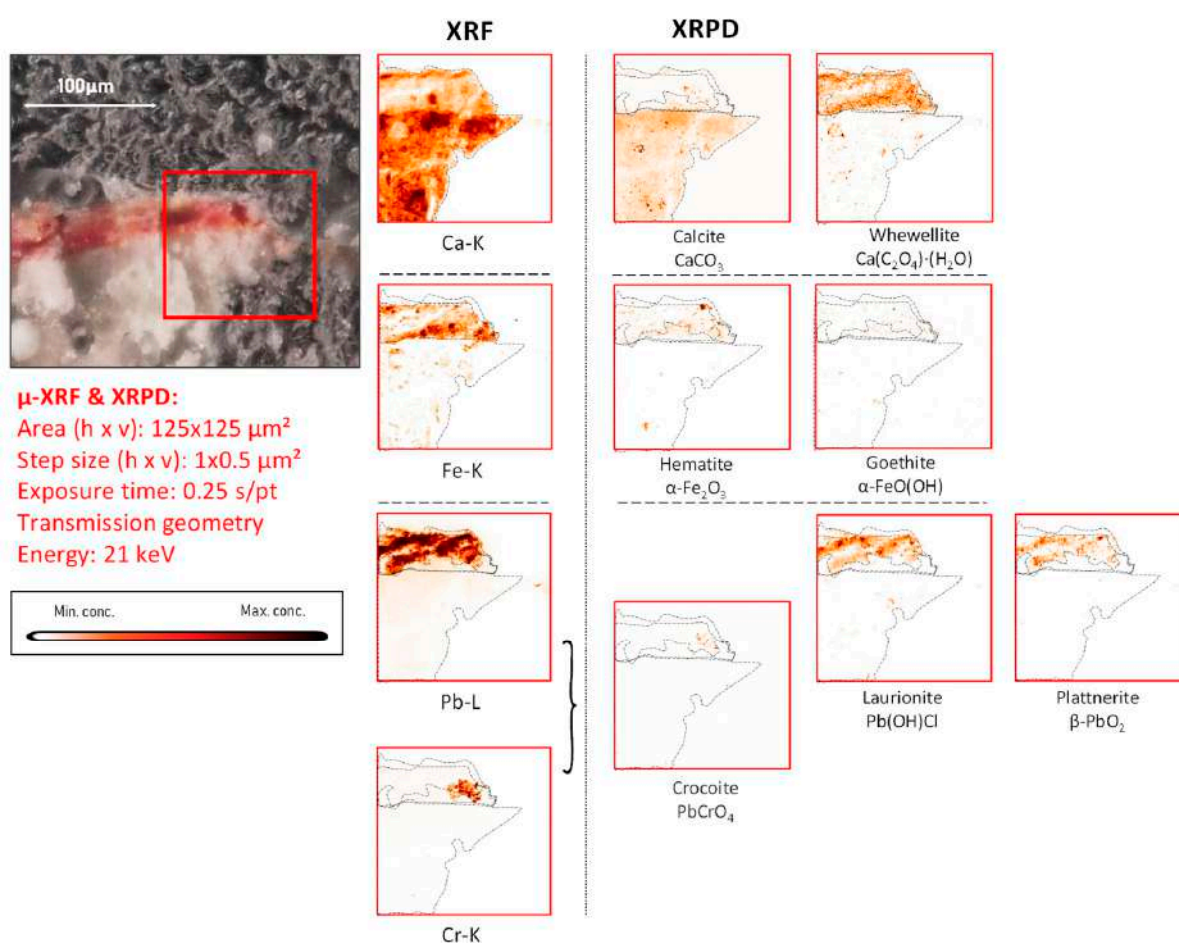 XRF
XRPD
100µm
Ca-K
Calcite
CaCO₃
Whewellite
Ca(C₂O₄)·(H₂O)
µ-XRF & XRPD:
Area (h x v): 125x125 µm²
Step size (h x v): 1x0.5 µm²
Exposure time: 0.25 s/pt
Transmission geometry
Energy: 21 keV
Fe-K
Hematite
α-Fe₂O₃
Goethite
α-FeO(OH)
Min. conc.
Max. conc.
Pb-L
Laurionite
Pb(OH)Cl
Plattnerite
β-PbO₂
Crocoite
PbCrO₄
Cr-K